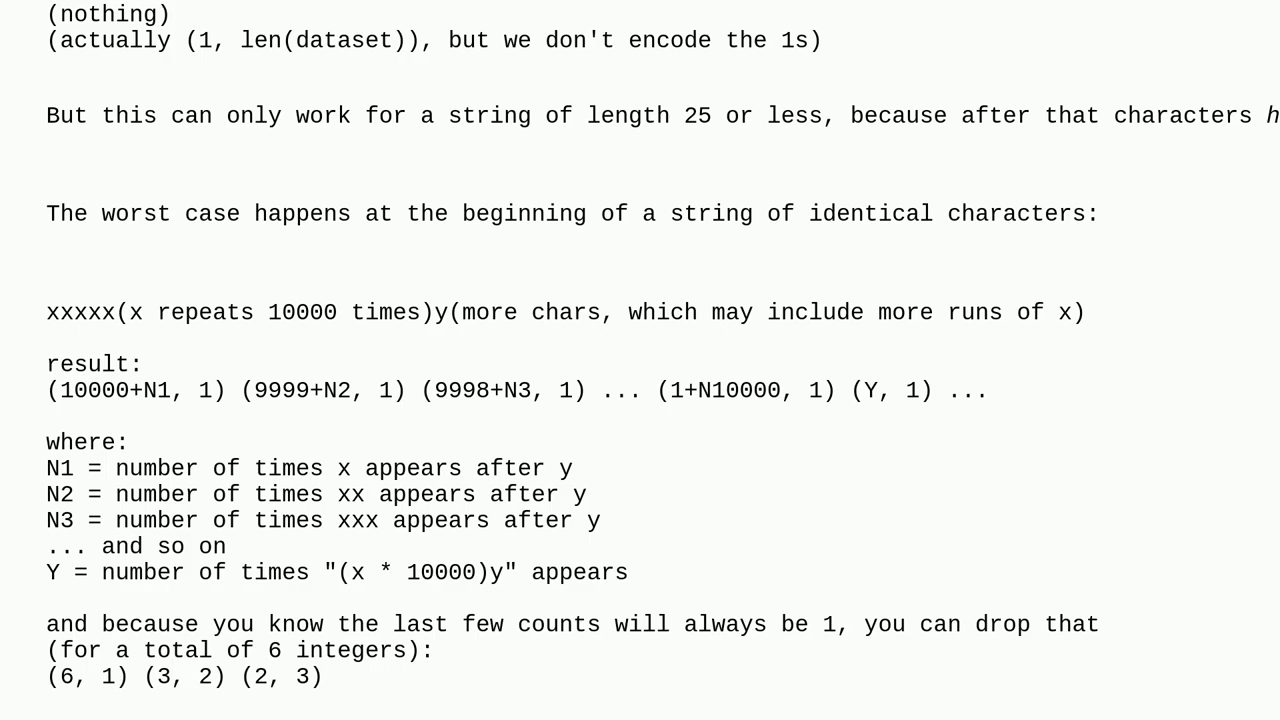 (nothing)
(actually (1, len(dataset)), but we don't encode the 1s)
But this can only work for a string of length 25 or less, because after that characters
The worst case happens at the beginning of a string of identical characters:
xxxxx(x repeats 10000 times)y(more chars, which may include more runs of x)
result:
(10000+N1, 1) (9999+N2, 1) (9998+N3, 1) ... (1+N10000, 1) (Y, 1) ...
where:
N1 = number of times x appears after y
N2 = number of times xx appears after y
N3 = number of times xxx appears after y
... and so on
Y = number of times "(x * 10000)y" appears
and because you know the last few counts will always be 1, you can drop that
(for a total of 6 integers):
(6, 1) (3, 2) (2, 3)